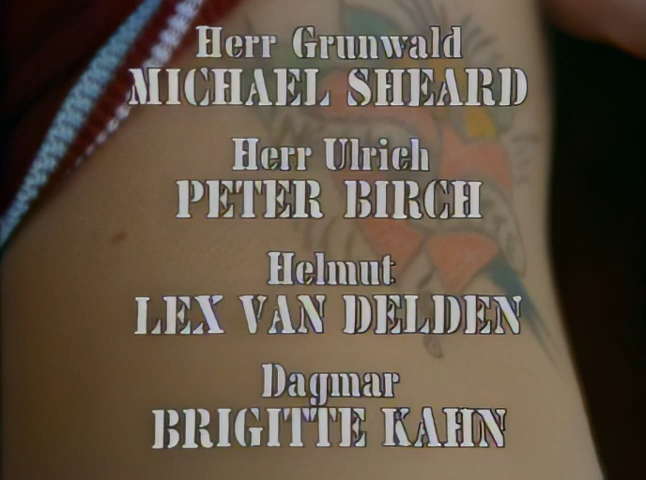 Herr Grunwald
MICHAEL SHEARD
Herr Ulrich
PETER BIRCH
Helmut
LEX VAN DELDEN
Dagmar
BRIGITTE KAHN